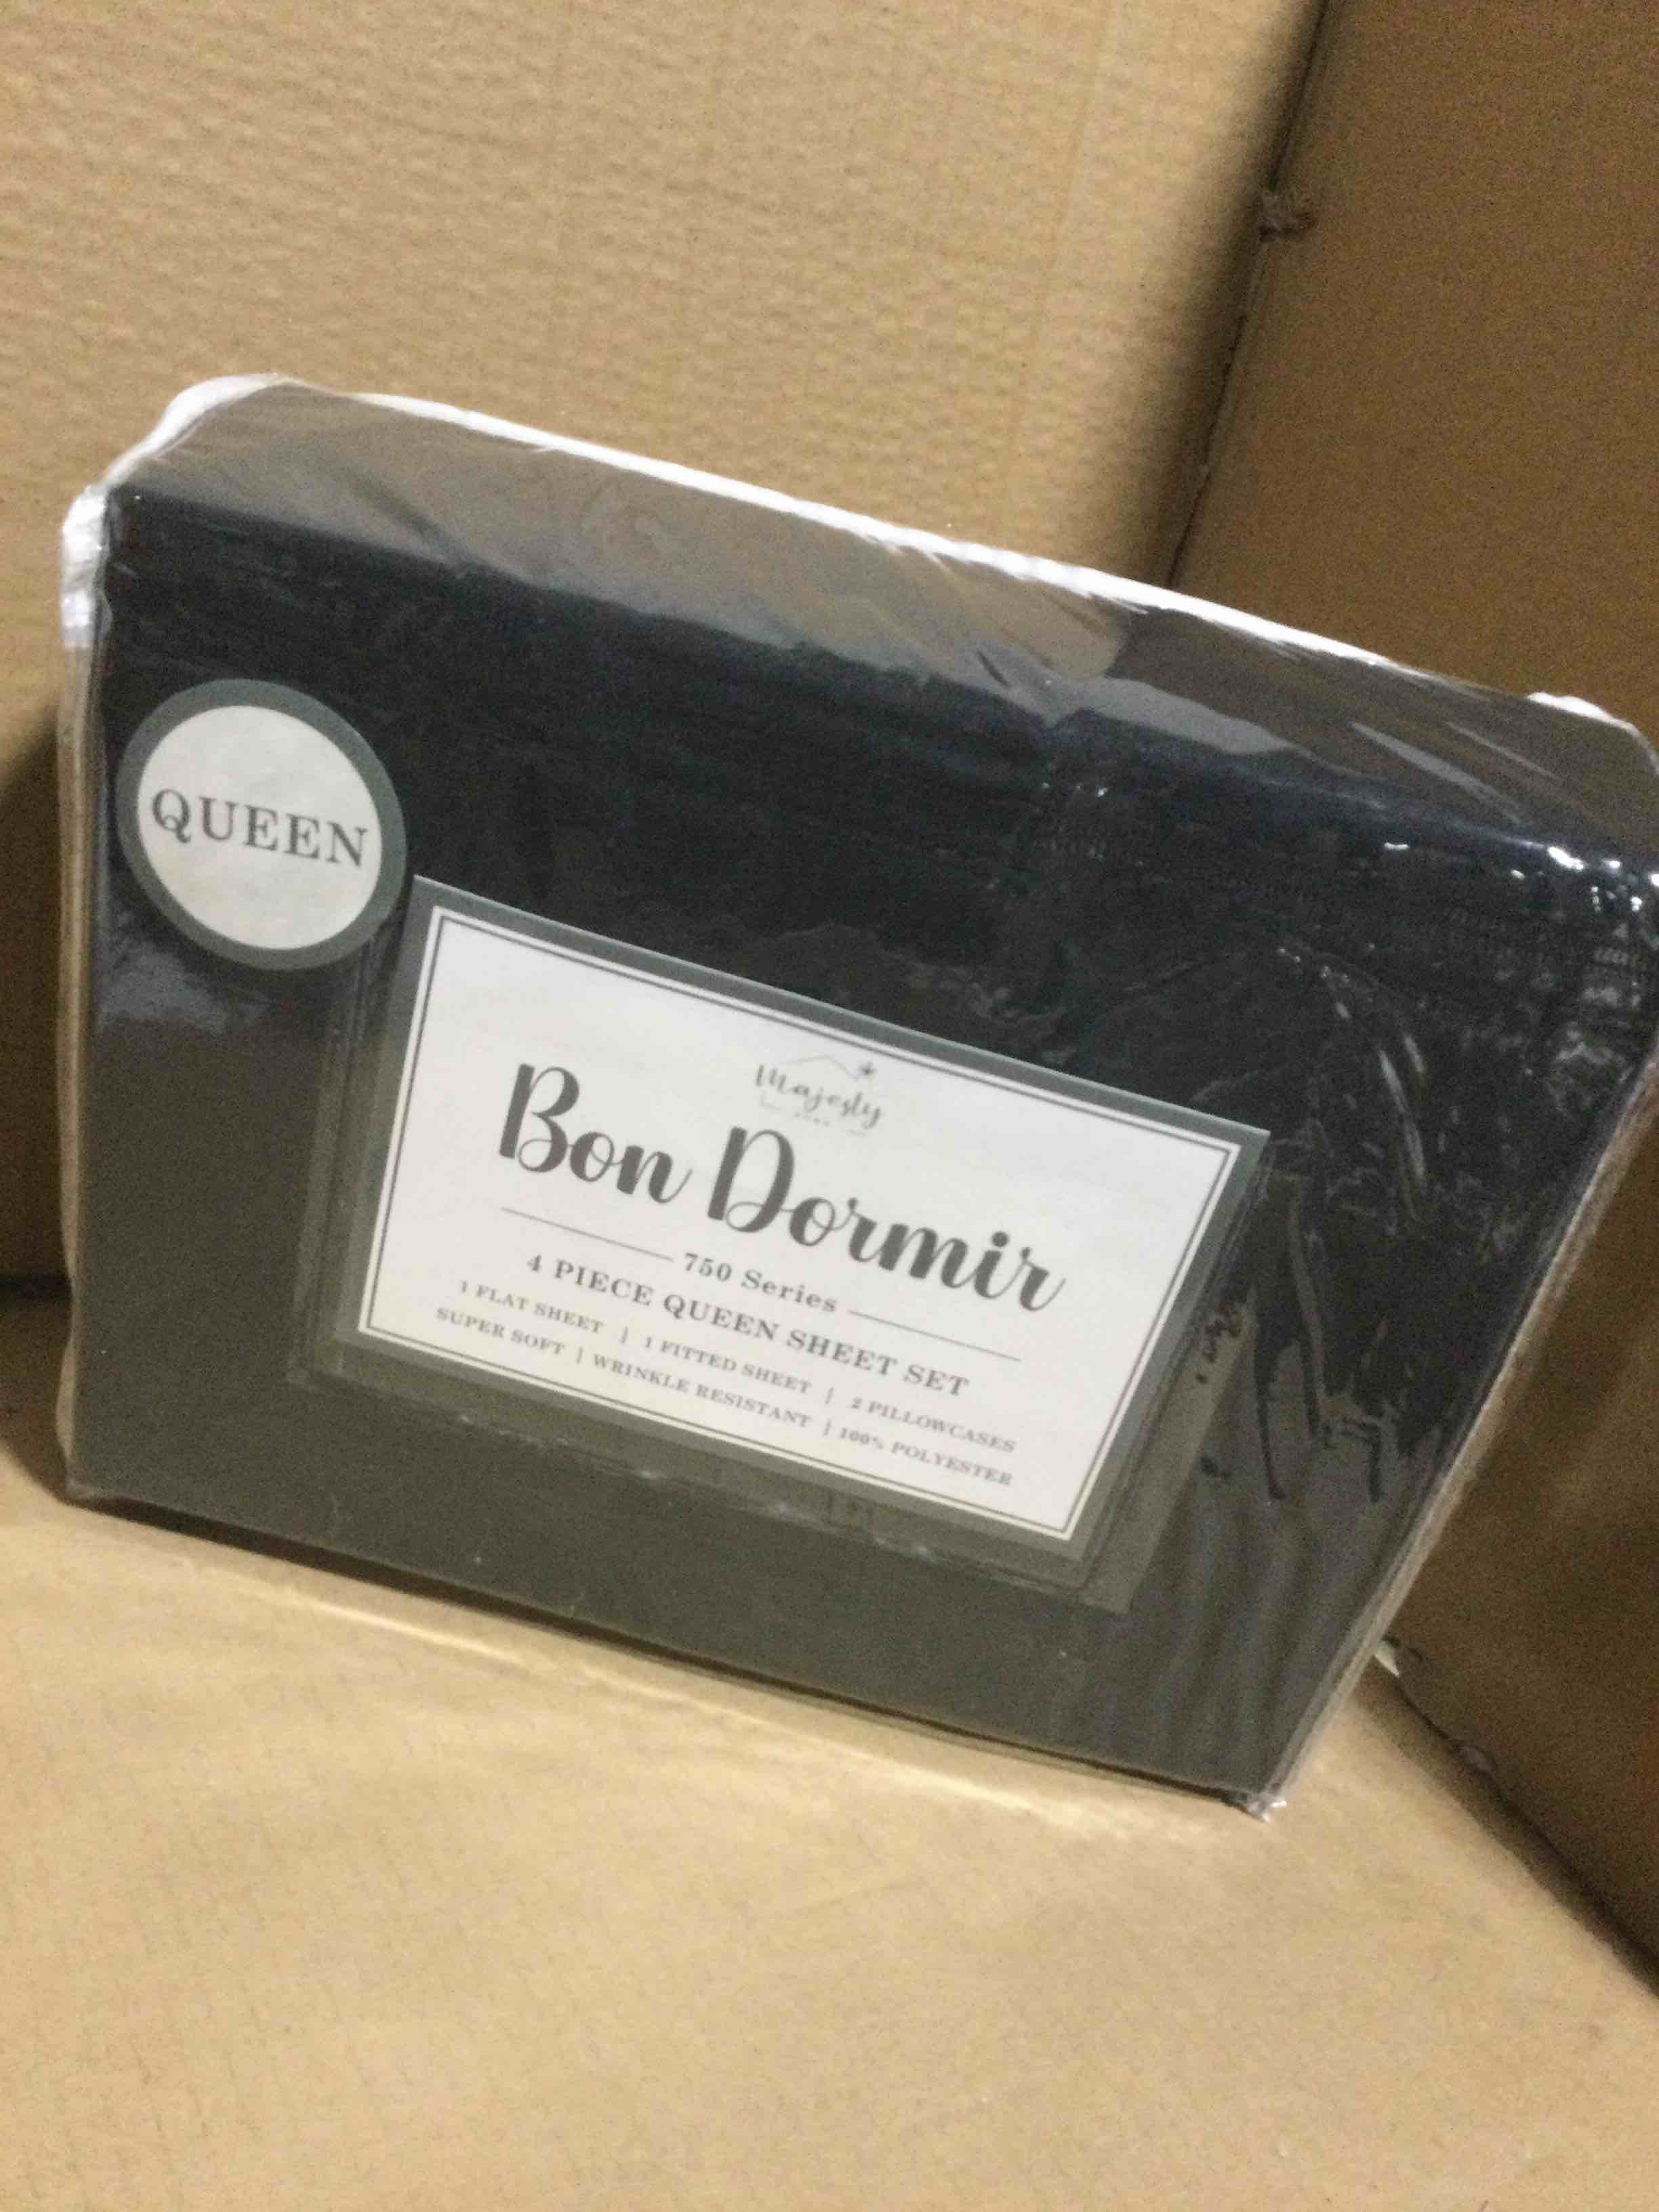 QUEEN
Majesty
Bon Dormir
750 Series
4 PIECE QUEEN SHEET SET
1 FLAT SHEET | 1 FITTED SHEET | 2 PILLOWCASES
SUPER SOFT | WRINKLE RESISTANT | 100% POLYESTER